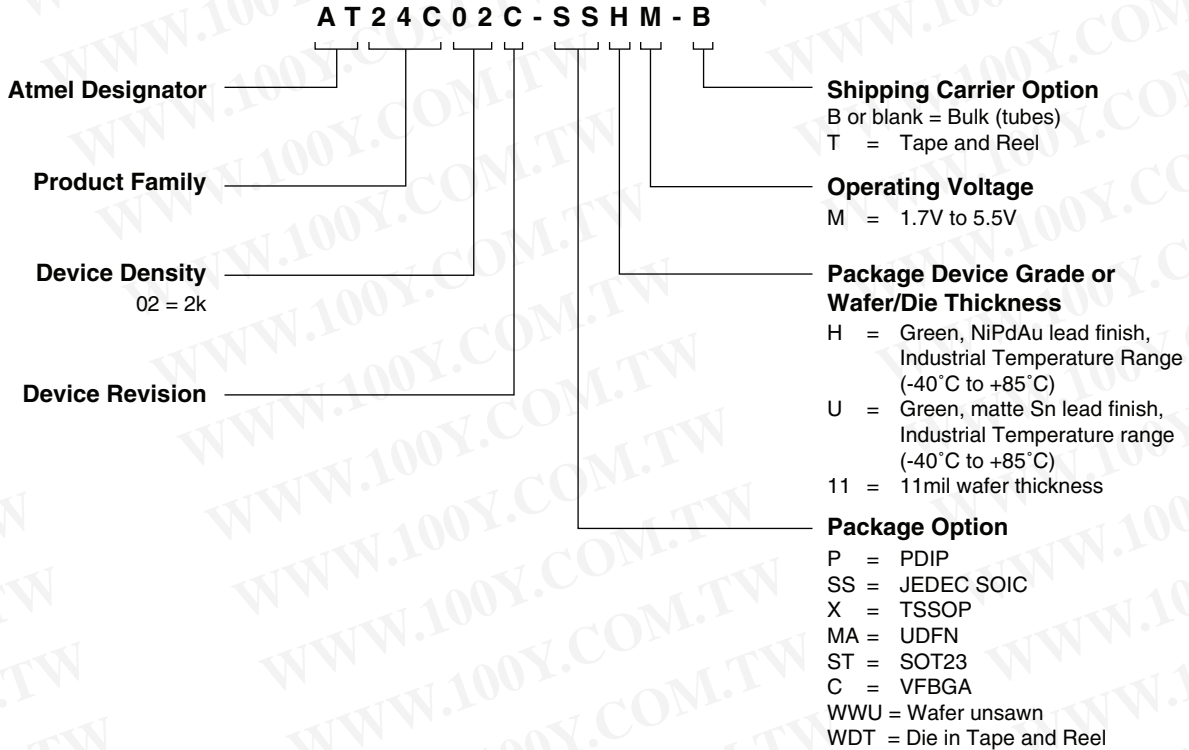 AT24C02C-SSHM-B
Atmel Designator
Product Family
Device Density
02 = 2k
Device Revision
Shipping Carrier Option
B or blank = Bulk (tubes)
T = Tape and Reel
Operating Voltage
M = 1.7V to 5.5V
Package Device Grade or
Wafer/Die Thickness
H = Green, NiPdAu lead finish,
Industrial Temperature Range
(-40˚C to +85˚C)
U = Green, matte Sn lead finish,
Industrial Temperature range
(-40˚C to +85˚C)
11 = 11mil wafer thickness
Package Option
P = PDIP
SS = JEDEC SOIC
X = TSSOP
MA = UDFN
ST = SOT23
C = VFBGA
WWU = Wafer unsawn
WDT = Die in Tape and Reel
WWW.100Y.COM.TW